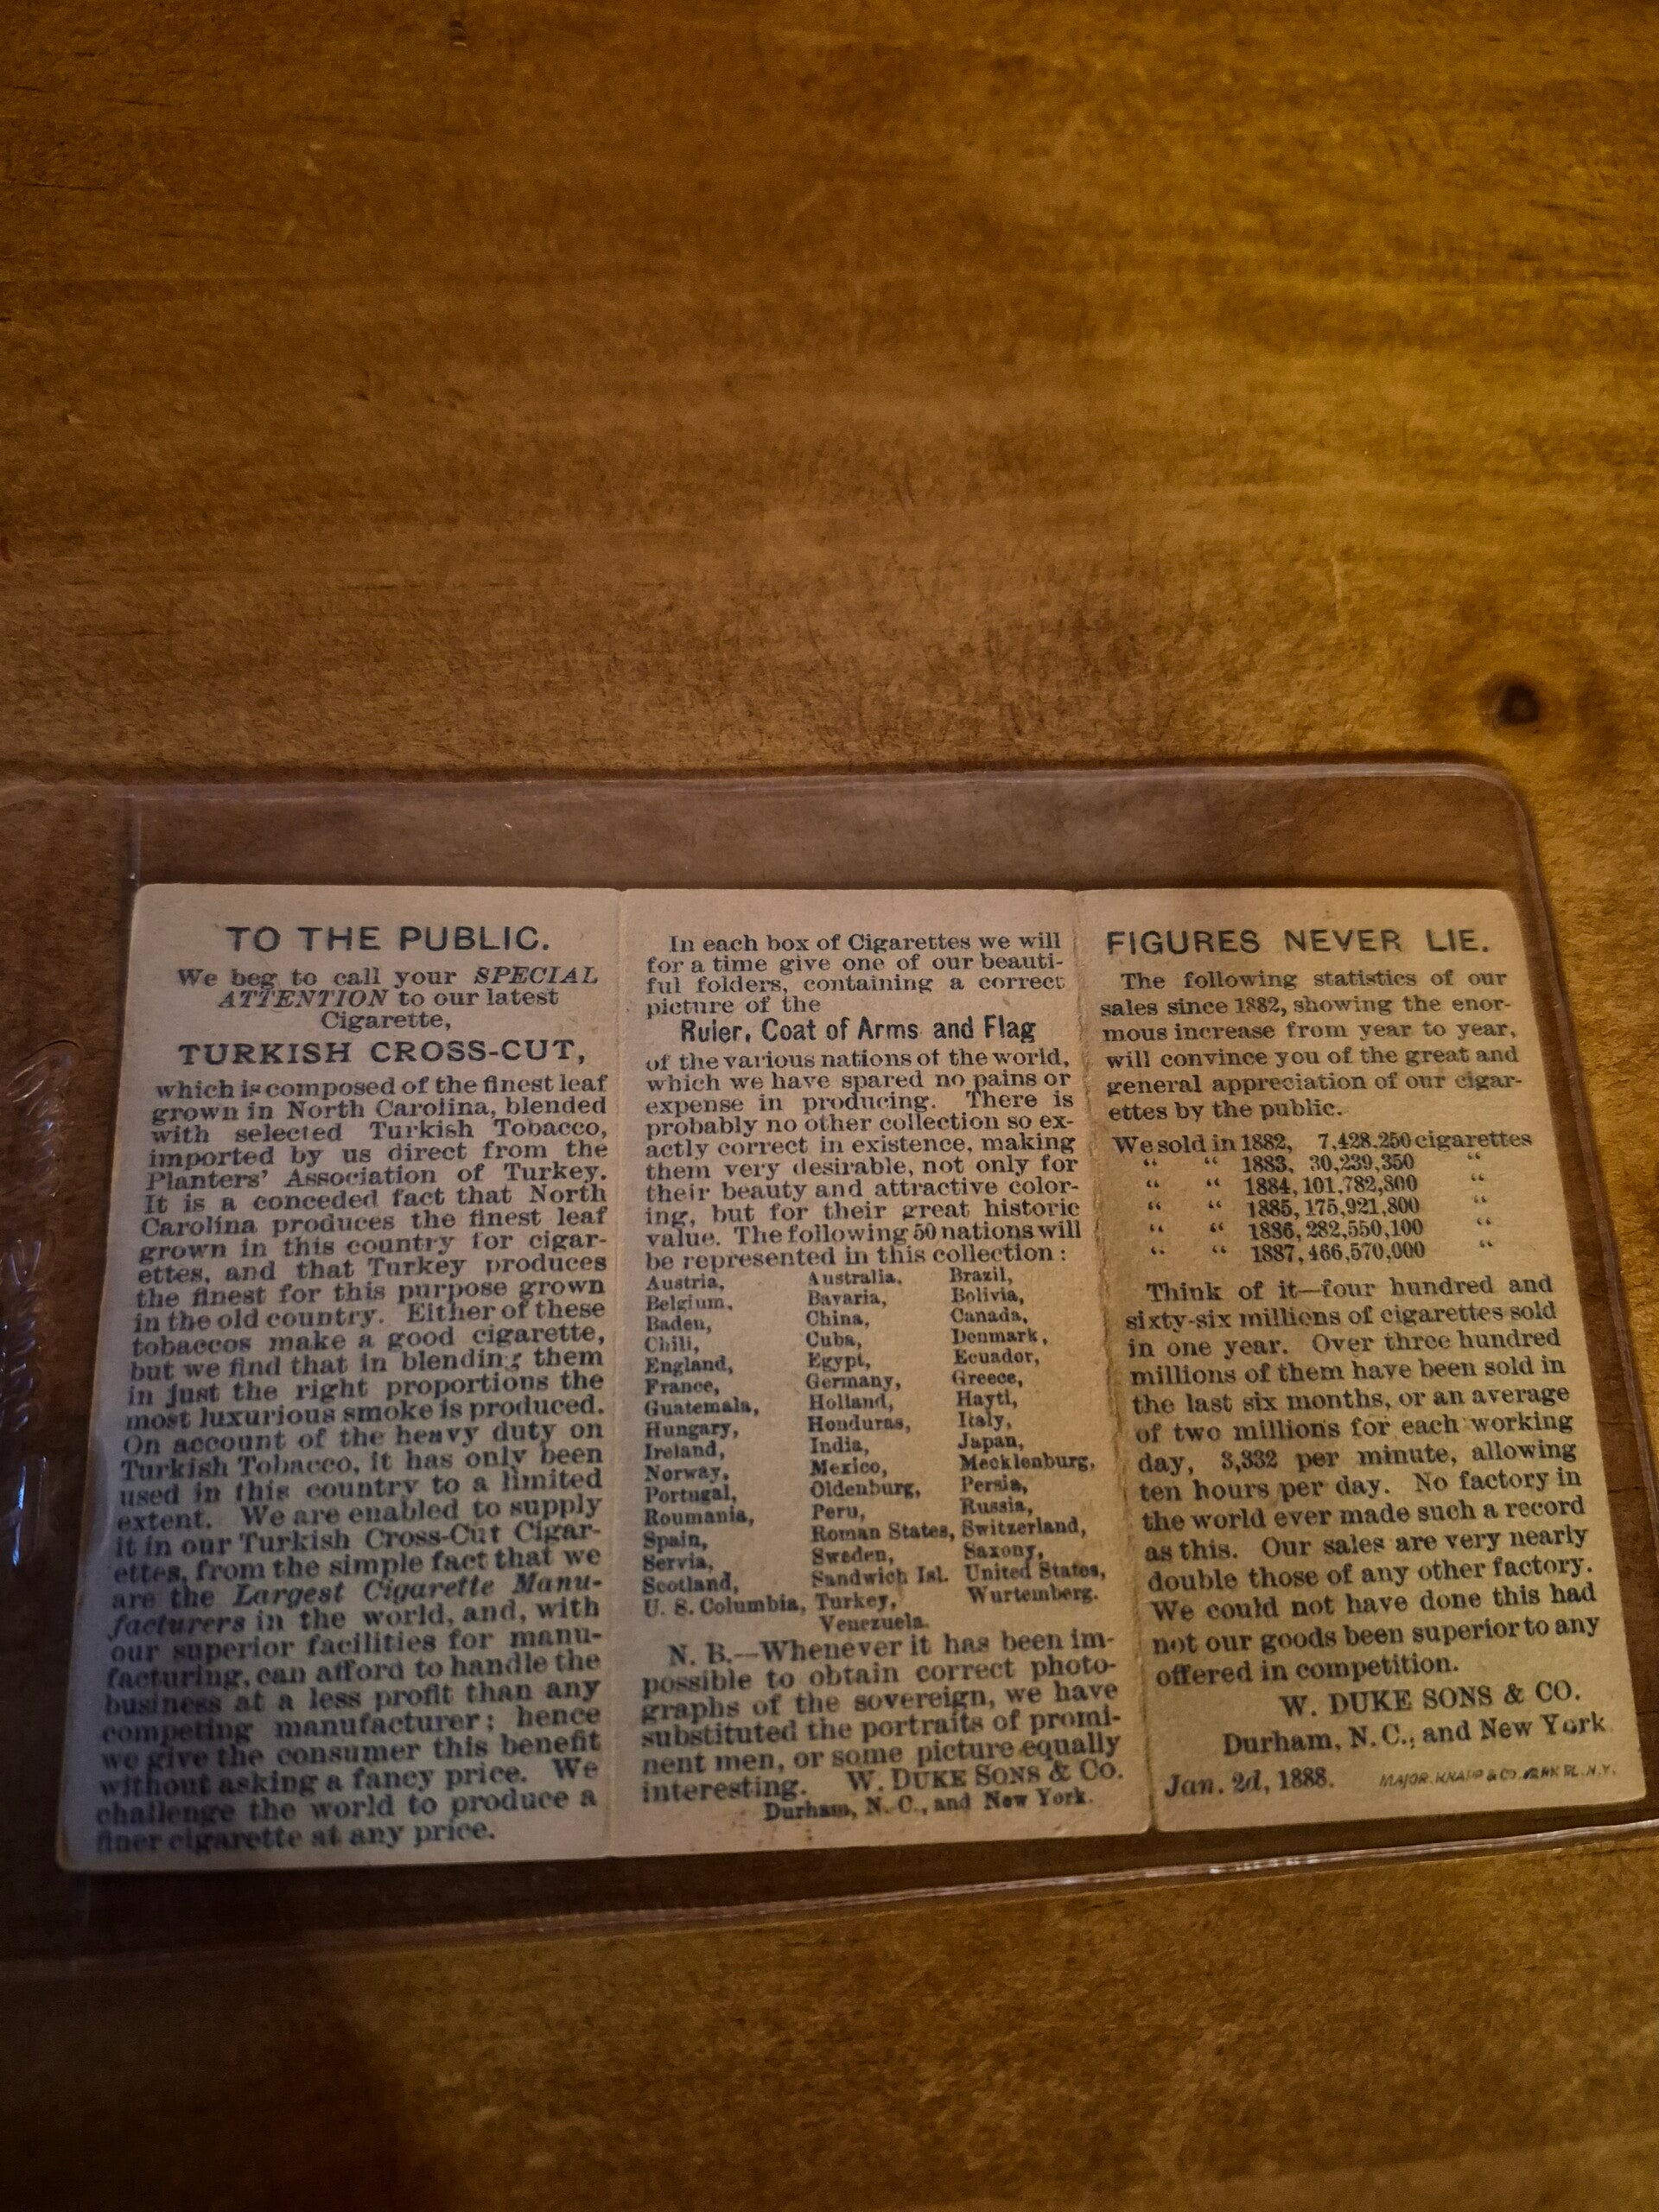 TO THE PUBLIC.
We beg to call your SPECIAL
ATTENTION to our latest
Cigarette,
TURKISH CROSS-CUT,
which is composed of the finest leaf
grown in North Carolina, blended
with selected Turkish Tobacco,
imported by us direct from the
Planters' Association of Turkey.
It is a conceded fact that North
Carolina produces the finest leaf
grown in this country for cigar-
ettes, and that Turkey produces
the finest for this purpose grown
in the old country. Either of these
tobaccos make a good cigarette,
but we find that in blending them
in just the right proportions the
most luxurious smoke is produced.
On account of the heavy duty on
Turkish Tobacco, it has only been
used in this country to a limited
extent. We are enabled to supply
it in our Turkish Cross-Cut Cigar-
ettes, from the simple fact that we
are the Largest Cigarette Manu-
facturers in the world, and, with
our superior facilities for manu-
facturing, can afford to handle the
business at a less profit than any
competing manufacturer; hence
we give the consumer this benefit
without asking a fancy price. We
challenge the world to produce a
finer cigarette at any price.
In each box of Cigarettes we will
for a time give one of our beauti-
ful folders, containing a correct
picture of the
Ruler, Coat of Arms and Flag
of the various nations of the world,
which we have spared no pains or
expense in producing. There is
probably no other collection so ex-
actly correct in existence, making
them very desirable, not only for
their beauty and attractive color-
ing, but for their great historic
value. The following 50 nations will
be represented in this collection:
Austria, Australia, Brazil,
Belgium, Bavaria, Bolivia,
Baden, China, Canada,
Chili, Cuba, Denmark,
England, Egypt, Ecuador,
France, Germany, Greece,
Guatemala, Holland, Hayti,
Hungary, Honduras, Italy,
Ireland, India, Japan,
Norway, Mexico, Mecklenburg,
Portugal, Oldenburg, Persia,
Roumania, Peru, Russia,
Spain, Roman States, Switzerland,
Servia, Sweden, Saxony,
Scotland, Sandwich Isl. United States,
U. S. Columbia, Turkey, Wurtemberg.
Venezuela.
N. B.—Whenever it has been im-
possible to obtain correct photo-
graphs of the sovereign, we have
substituted the portraits of promi-
nent men, or some picture equally
interesting. W. DUKE SONS & CO.
Durham, N. C., and New York.
FIGURES NEVER LIE.
The following statistics of our
sales since 1882, showing the enor-
mous increase from year to year,
will convince you of the great and
general appreciation of our cigar-
ettes by the public.
We sold in 1882, 7,428,250 cigarettes
" " 1883, 30,239,350 "
" " 1884, 101,782,800 "
" " 1885, 175,921,800 "
" " 1886, 282,550,100 "
" " 1887, 466,570,000 "
Think of it—four hundred and
sixty-six millions of cigarettes sold
in one year. Over three hundred
millions of them have been sold in
the last six months, or an average
of two millions for each working
day, 3,332 per minute, allowing
ten hours per day. No factory in
the world ever made such a record
as this. Our sales are very nearly
double those of any other factory.
We could not have done this had
not our goods been superior to any
offered in competition.
W. DUKE SONS & CO.
Durham, N. C., and New York
Jan. 2d, 1888. MAJOR. KNAPP & CO. PARK PL. N.Y.